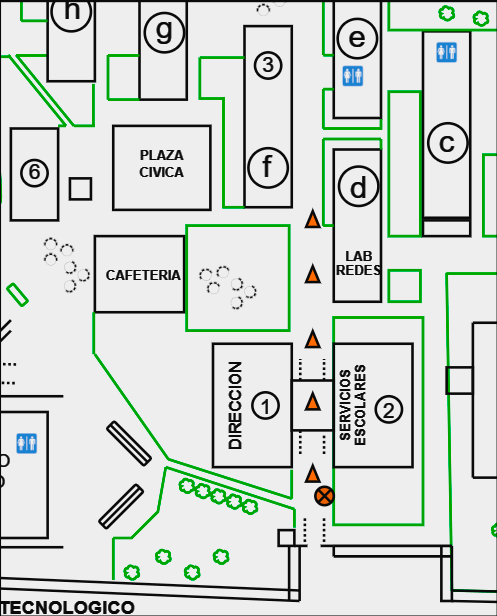 h
g
e
3
c
PLAZA
CIVICA
6
f
d
LAB
REDES
CAFETERIA
DIRECCION
1
SERVICIOS
ESCOLARES
2
TECNOLOGICO